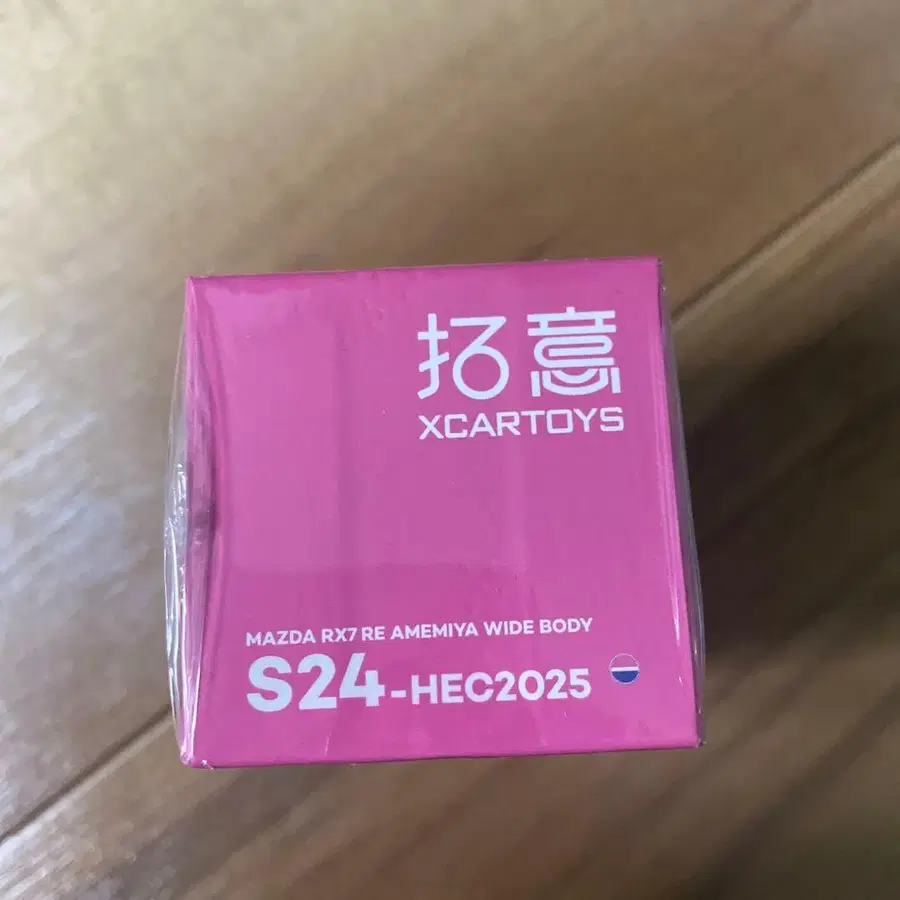 拓意
XCARTOYS
MAZDA RX7 RE AMEMIYA WIDE BODY
S24-HEC2025